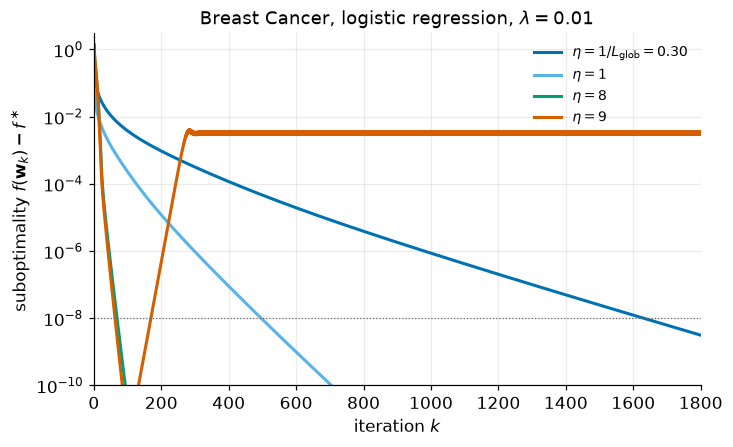 Breast Cancer, logistic regression, λ = 0.01
suboptimality f(w_k) − f*
10^0
10^−2
10^−4
10^−6
10^−8
10^−10
η = 1/L_glob = 0.30
η = 1
η = 8
η = 9
0 200 400 600 800 1000 1200 1400 1600 1800
iteration k